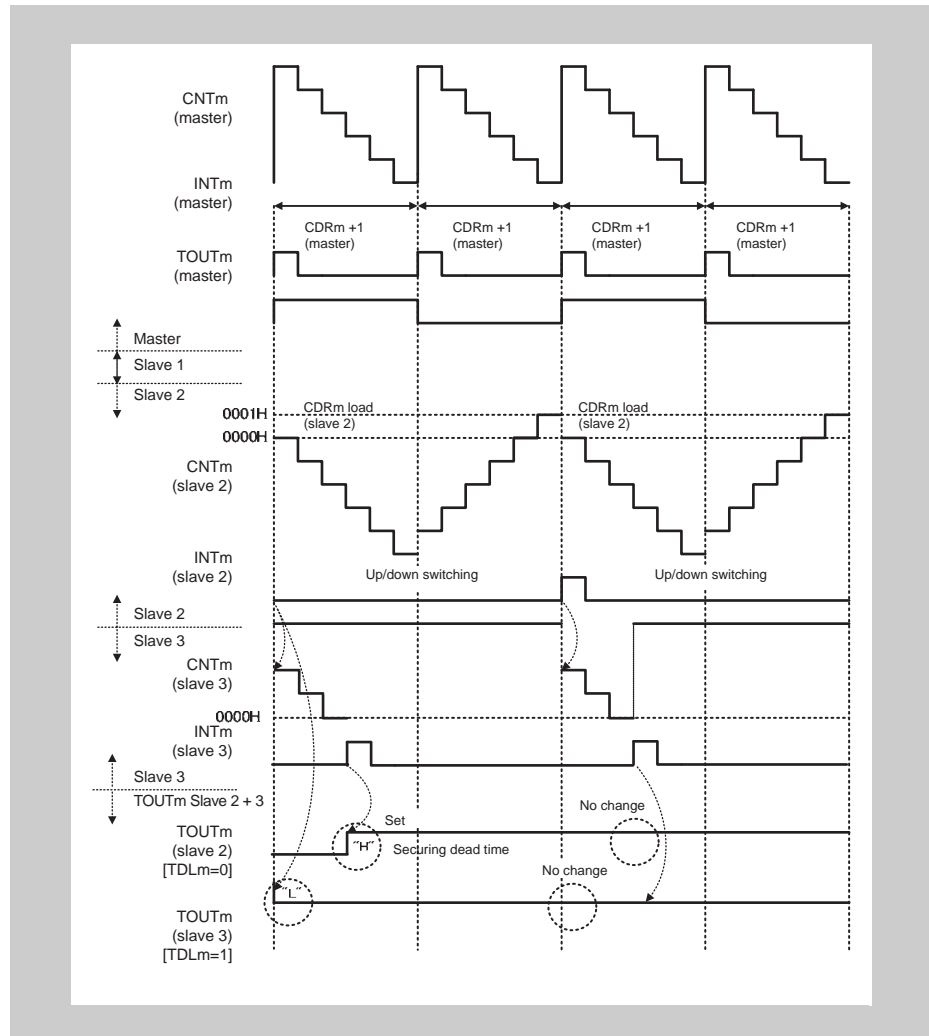 CNTm
(master)
INTm
(master)
CDRm +1
(master)
CDRm +1
(master)
CDRm +1
(master)
CDRm +1
(master)
TOUTm
(master)
Master
Slave 1
Slave 2
0001H
CDRm load
(slave 2)
CDRm load
(slave 2)
0000H
CNTm
(slave 2)
INTm
(slave 2)
Up/down switching
Up/down switching
Slave 2
Slave 3
CNTm
(slave 3)
0000H
INTm
(slave 3)
Slave 3
TOUTm Slave 2 + 3
No change
Set
TOUTm
(slave 2)
[TDLm=0]
"H"
Securing dead time
No change
"L"
TOUTm
(slave 3)
[TDLm=1]